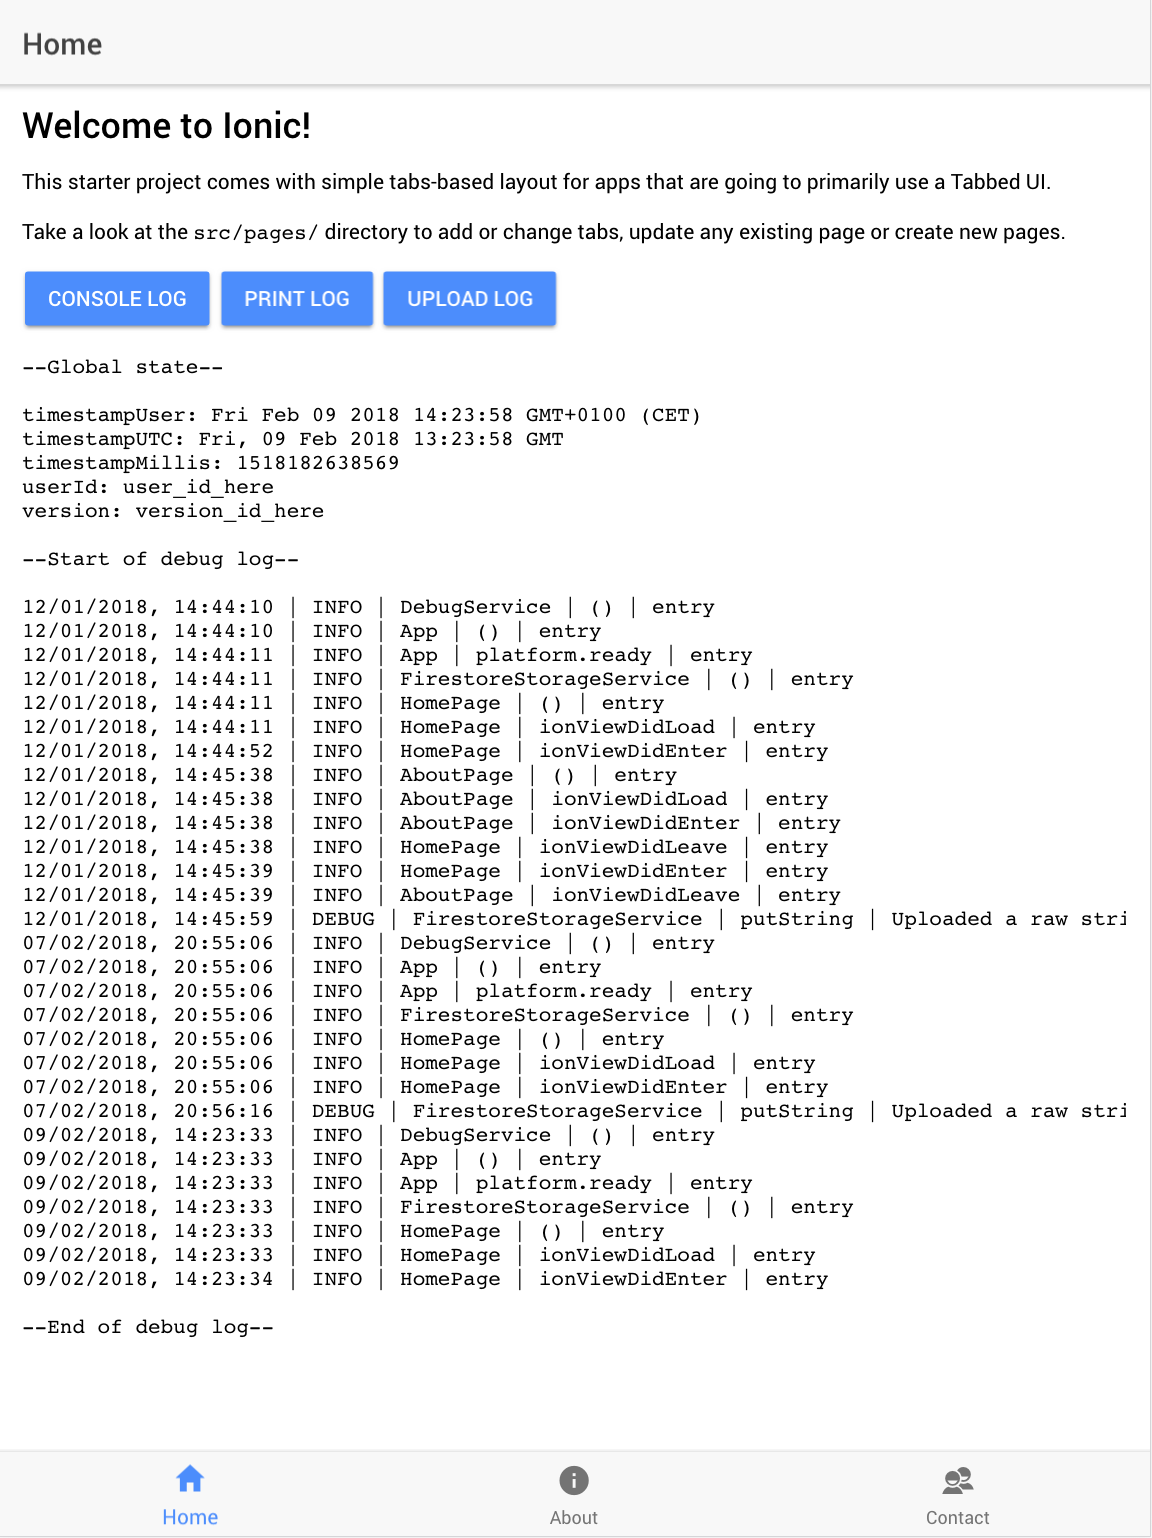 Home
Welcome to Ionic!
This starter project comes with simple tabs-based layout for apps that are going to primarily use a Tabbed UI.
Take a look at the src/pages/ directory to add or change tabs, update any existing page or create new pages.
CONSOLE LOG PRINT LOG UPLOAD LOG
--Global state--
timestampUser: Fri Feb 09 2018 14:23:58 GMT+0100 (CET)
timestampUTC: Fri, 09 Feb 2018 13:23:58 GMT
timestampMillis: 1518182638569
userId: user_id_here
version: version_id_here
--Start of debug log--
12/01/2018, 14:44:10 | INFO | DebugService | () | entry
12/01/2018, 14:44:10 | INFO | App | () | entry
12/01/2018, 14:44:11 | INFO | App | platform.ready | entry
12/01/2018, 14:44:11 | INFO | FirestoreStorageService | () | entry
12/01/2018, 14:44:11 | INFO | HomePage | () | entry
12/01/2018, 14:44:11 | INFO | HomePage | ionViewDidLoad | entry
12/01/2018, 14:44:52 | INFO | HomePage | ionViewDidEnter | entry
12/01/2018, 14:45:38 | INFO | AboutPage | () | entry
12/01/2018, 14:45:38 | INFO | AboutPage | ionViewDidLoad | entry
12/01/2018, 14:45:38 | INFO | AboutPage | ionViewDidEnter | entry
12/01/2018, 14:45:38 | INFO | HomePage | ionViewDidLeave | entry
12/01/2018, 14:45:39 | INFO | HomePage | ionViewDidEnter | entry
12/01/2018, 14:45:39 | INFO | AboutPage | ionViewDidLeave | entry
12/01/2018, 14:45:59 | DEBUG | FirestoreStorageService | putString | Uploaded a raw stri
07/02/2018, 20:55:06 | INFO | DebugService | () | entry
07/02/2018, 20:55:06 | INFO | App | () | entry
07/02/2018, 20:55:06 | INFO | App | platform.ready | entry
07/02/2018, 20:55:06 | INFO | FirestoreStorageService | () | entry
07/02/2018, 20:55:06 | INFO | HomePage | () | entry
07/02/2018, 20:55:06 | INFO | HomePage | ionViewDidLoad | entry
07/02/2018, 20:55:06 | INFO | HomePage | ionViewDidEnter | entry
07/02/2018, 20:56:16 | DEBUG | FirestoreStorageService | putString | Uploaded a raw stri
09/02/2018, 14:23:33 | INFO | DebugService | () | entry
09/02/2018, 14:23:33 | INFO | App | () | entry
09/02/2018, 14:23:33 | INFO | App | platform.ready | entry
09/02/2018, 14:23:33 | INFO | FirestoreStorageService | () | entry
09/02/2018, 14:23:33 | INFO | HomePage | () | entry
09/02/2018, 14:23:33 | INFO | HomePage | ionViewDidLoad | entry
09/02/2018, 14:23:34 | INFO | HomePage | ionViewDidEnter | entry
--End of debug log--
Home About Contact